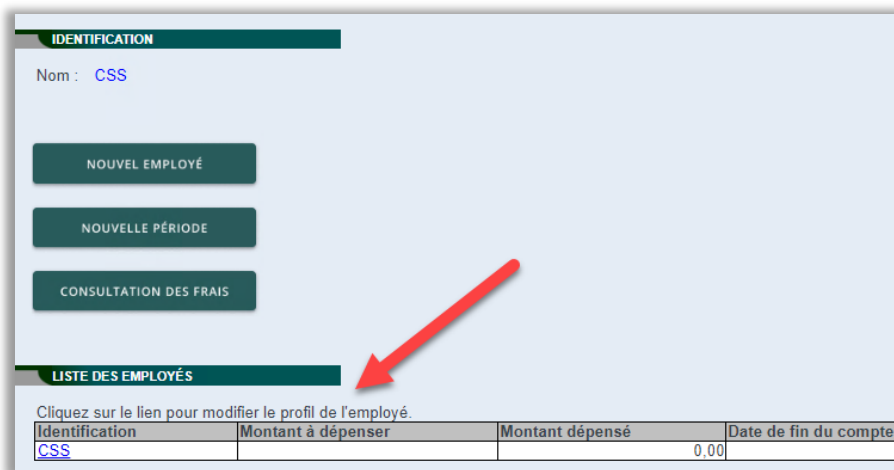 IDENTIFICATION
Nom : CSS
NOUVEL EMPLOYÉ
NOUVELLE PÉRIODE
CONSULTATION DES FRAIS
LISTE DES EMPLOYÉS
Cliquez sur le lien pour modifier le profil de l'employé.
Identification Montant à dépenser Montant dépensé Date de fin du compte
CSS 0,00